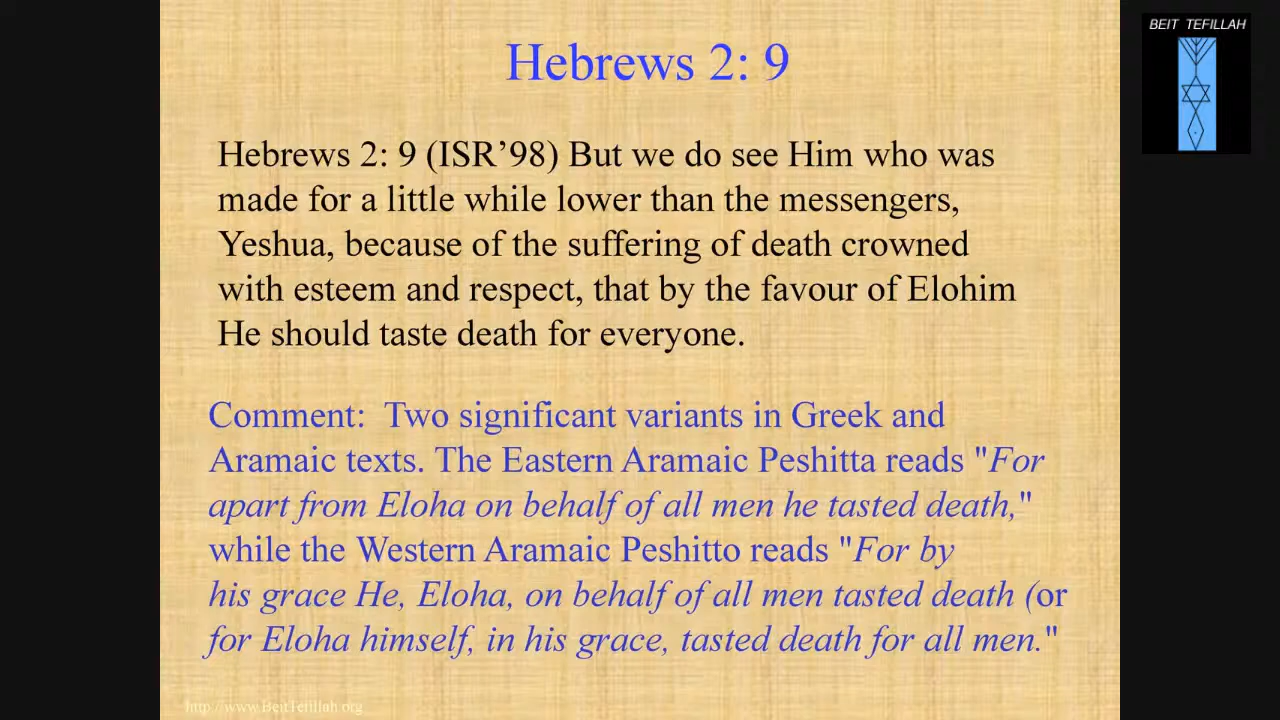 Hebrews 2: 9
BEIT TEFILLAH
Hebrews 2: 9 (ISR’98) But we do see Him who was
made for a little while lower than the messengers,
Yeshua, because of the suffering of death crowned
with esteem and respect, that by the favour of Elohim
He should taste death for everyone.
Comment: Two significant variants in Greek and
Aramaic texts. The Eastern Aramaic Peshitta reads "For
apart from Eloha on behalf of all men he tasted death,"
while the Western Aramaic Peshitto reads "For by
his grace He, Eloha, on behalf of all men tasted death (or
for Eloha himself, in his grace, tasted death for all men."
http://www.BeitTefillah.org